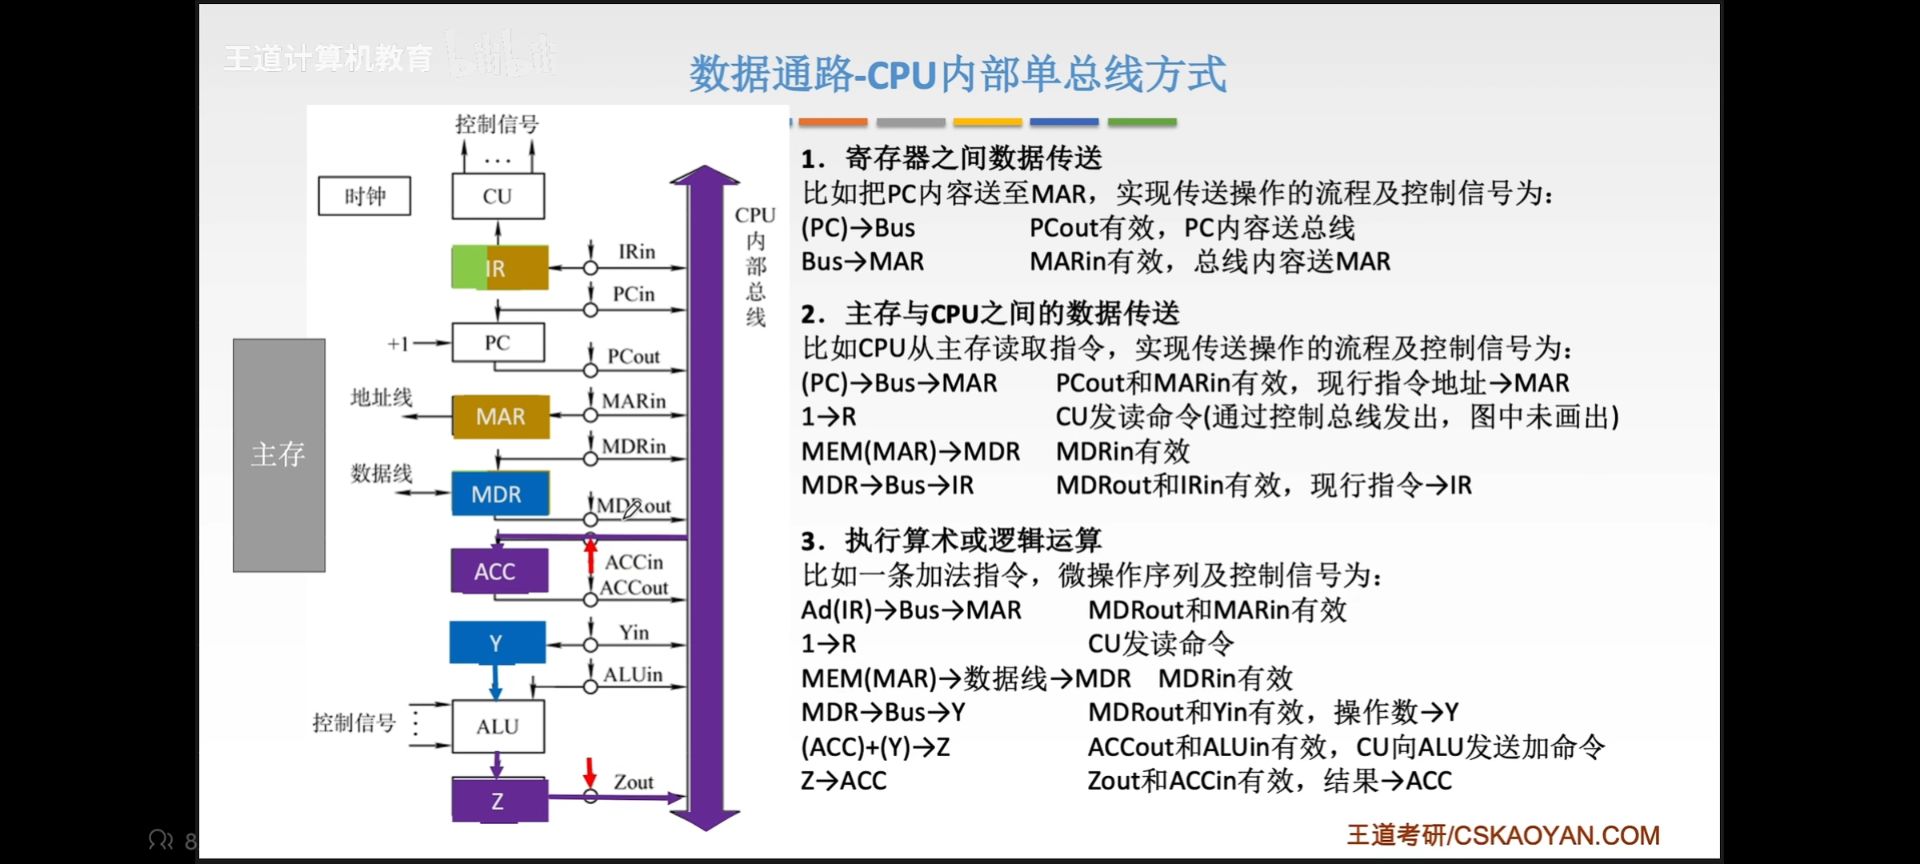 王道计算机教育 bilibili
数据通路-CPU内部单总线方式
控制信号
...
时钟
CU
CPU
内
部
总
线
IR
IRin
PCin
+1
PC
PCout
地址线
MAR
MARin
MDRin
主存
数据线
MDR
MDRout
ACC
ACCin
ACCout
Y
Yin
ALUin
控制信号
ALU
Z
Zout
1. 寄存器之间数据传送
比如把PC内容送至MAR，实现传送操作的流程及控制信号为：
(PC)→Bus PCout有效，PC内容送总线
Bus→MAR MARin有效，总线内容送MAR
2. 主存与CPU之间的数据传送
比如CPU从主存读取指令，实现传送操作的流程及控制信号为：
(PC)→Bus→MAR PCout和MARin有效，现行指令地址→MAR
1→R CU发读命令(通过控制总线发出，图中未画出)
MEM(MAR)→MDR MDRin有效
MDR→Bus→IR MDRout和IRin有效，现行指令→IR
3. 执行算术或逻辑运算
比如一条加法指令，微操作序列及控制信号为：
Ad(IR)→Bus→MAR MDRout和MARin有效
1→R CU发读命令
MEM(MAR)→数据线→MDR MDRin有效
MDR→Bus→Y MDRout和Yin有效，操作数→Y
(ACC)+(Y)→Z ACCout和ALUin有效，CU向ALU发送加命令
Z→ACC Zout和ACCin有效，结果→ACC
王道考研/CSKAOYAN.COM
8